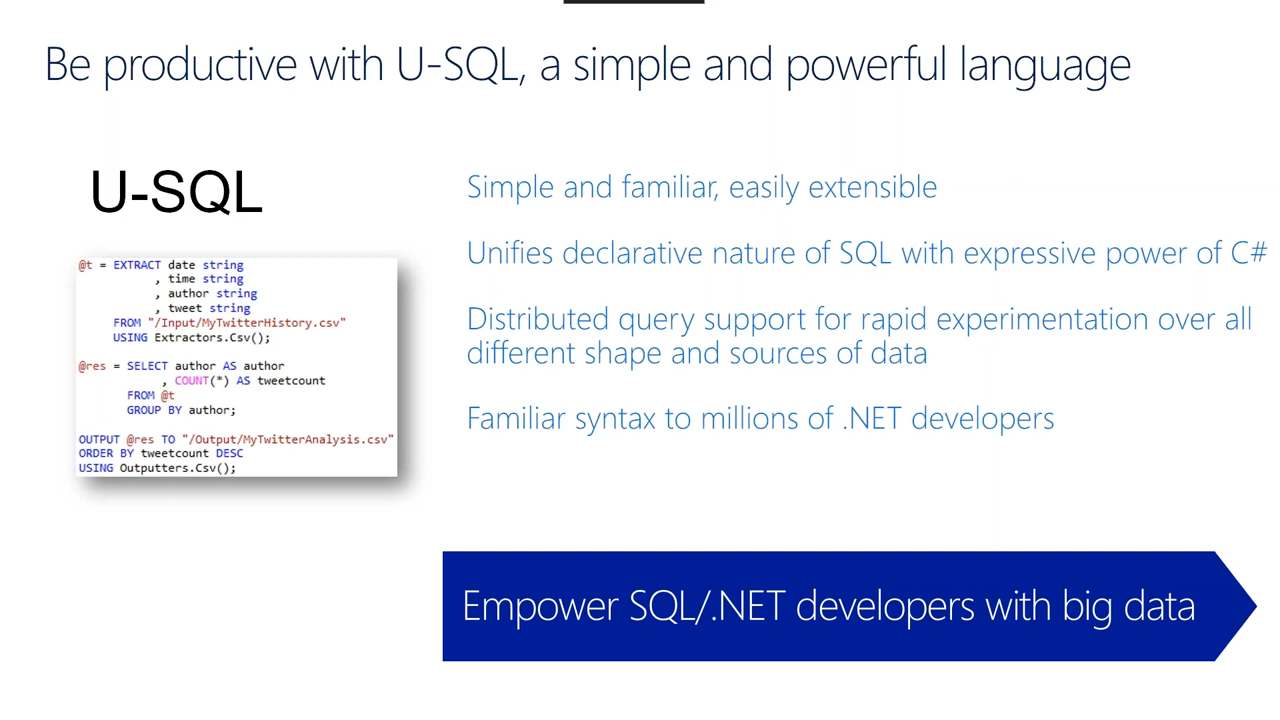 Be productive with U-SQL, a simple and powerful language
U-SQL
@t = EXTRACT date string
, time string
, author string
, tweet string
FROM "/Input/MyTwitterHistory.csv"
USING Extractors.Csv();
@res = SELECT author AS author
, COUNT(*) AS tweetcount
FROM @t
GROUP BY author;
OUTPUT @res TO "/Output/MyTwitterAnalysis.csv"
ORDER BY tweetcount DESC
USING Outputters.Csv();
Simple and familiar, easily extensible
Unifies declarative nature of SQL with expressive power of C#
Distributed query support for rapid experimentation over all
different shape and sources of data
Familiar syntax to millions of .NET developers
Empower SQL/.NET developers with big data